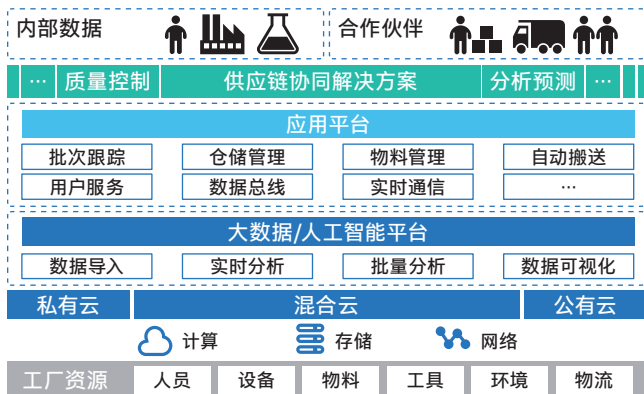 内部数据 合作伙伴
… 质量控制 供应链协同解决方案 分析预测 …
应用平台
批次跟踪 仓储管理 物料管理 自动搬送
用户服务 数据总线 实时通信 …
大数据/人工智能平台
数据导入 实时分析 批量分析 数据可视化
私有云 混合云 公有云
计算 存储 网络
工厂资源 人员 设备 物料 工具 环境 物流